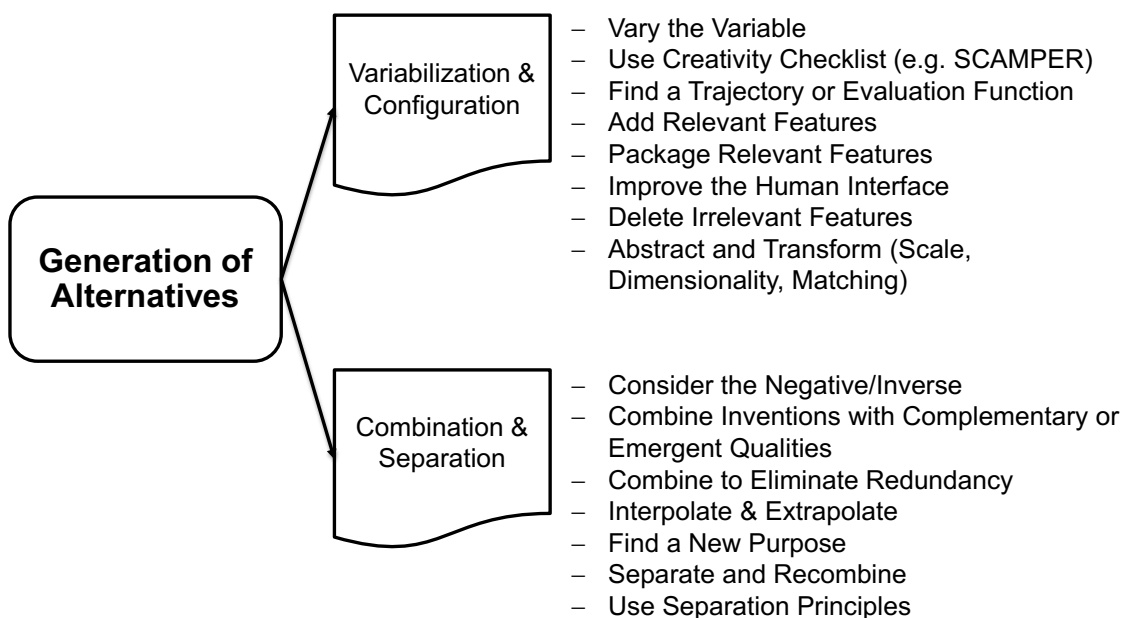 Generation of
Alternatives
Variabilization &
Configuration
– Vary the Variable
– Use Creativity Checklist (e.g. SCAMPER)
– Find a Trajectory or Evaluation Function
– Add Relevant Features
– Package Relevant Features
– Improve the Human Interface
– Delete Irrelevant Features
– Abstract and Transform (Scale,
Dimensionality, Matching)
Combination &
Separation
– Consider the Negative/Inverse
– Combine Inventions with Complementary or
Emergent Qualities
– Combine to Eliminate Redundancy
– Interpolate & Extrapolate
– Find a New Purpose
– Separate and Recombine
– Use Separation Principles